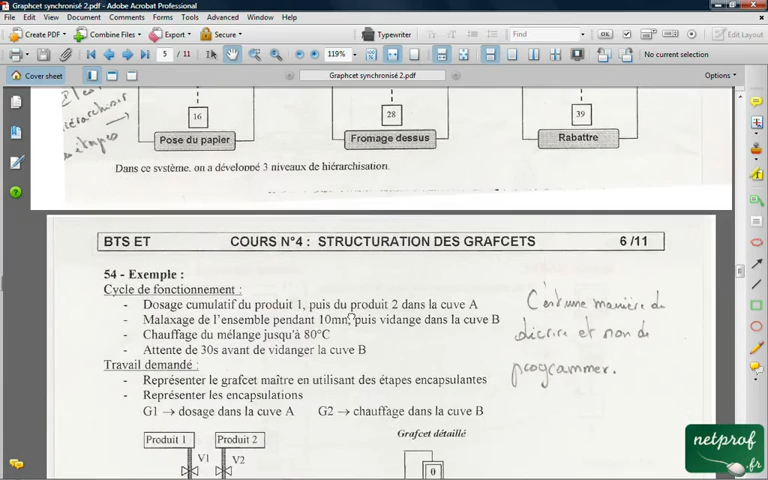 Graphcet synchronisé 2.pdf - Adobe Acrobat Professional
File Edit View Document Comments Forms Tools Advanced Window Help
Create PDF Combine Files Export Secure Typewriter OK Edit Layout
5 / 11 119% Find No current selection
Cover sheet Graphcet synchronisé 2.pdf Options
16 28 39
Pose du papier Fromage dessus Rabattre
Dans ce système, on a développé 3 niveaux de hiérarchisation.
BTS ET COURS N°4 : STRUCTURATION DES GRAFCETS 6 /11
54 - Exemple :
Cycle de fonctionnement :
- Dosage cumulatif du produit 1, puis du produit 2 dans la cuve A
- Malaxage de l'ensemble pendant 10mn, puis vidange dans la cuve B
- Chauffage du mélange jusqu'à 80°C
- Attente de 30s avant de vidanger la cuve B
C'est une manière de
décrire et non de
programmer.
Travail demandé :
- Représenter le grafcet maître en utilisant des étapes encapsulantes
- Représenter les encapsulations
G1 → dosage dans la cuve A G2 → chauffage dans la cuve B
Produit 1 Produit 2 Grafcet détaillé
V1 V2 0
netprof
.fr